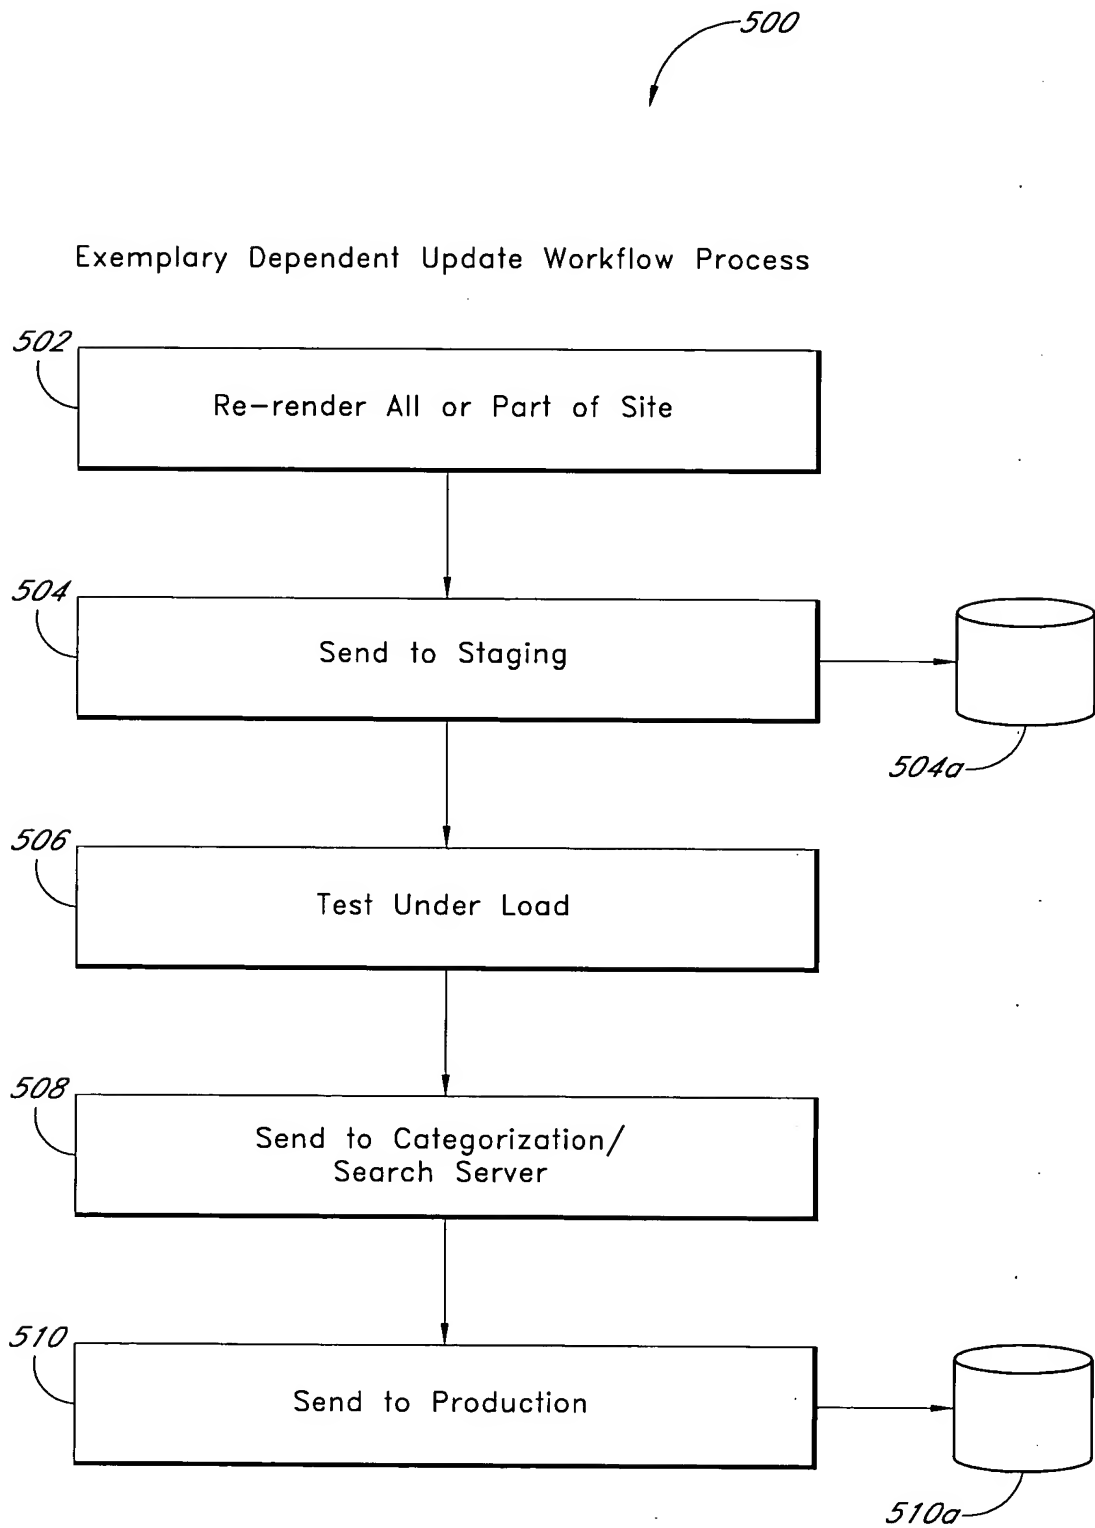 500
Exemplary Dependent Update Workflow Process
502
Re-render All or Part of Site
504
Send to Staging
504a
506
Test Under Load
508
Send to Categorization/
Search Server
510
Send to Production
510a